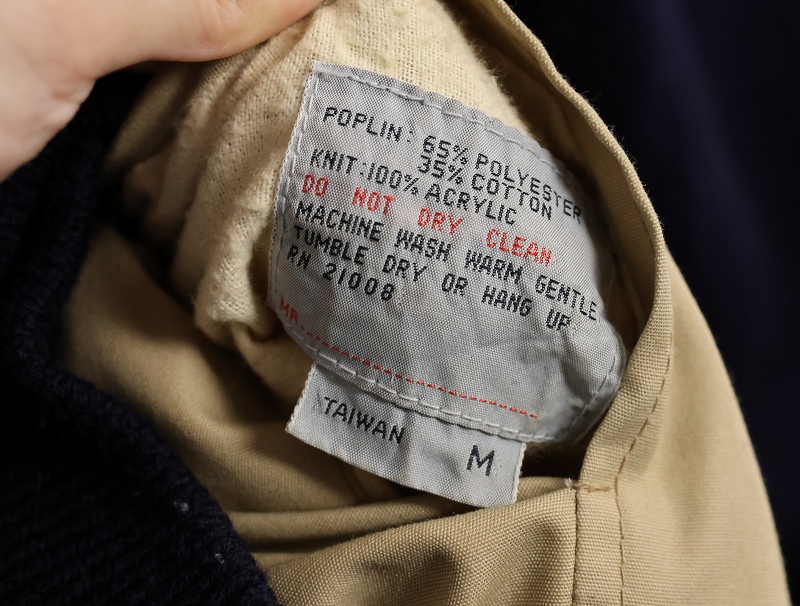 POPLIN: 65% POLYESTER
35% COTTON
KNIT: 100% ACRYLIC
DO NOT DRY CLEAN
MACHINE WASH WARM GENTLE
TUMBLE DRY OR HANG UP
RN 21008
MR.
TAIWAN
M